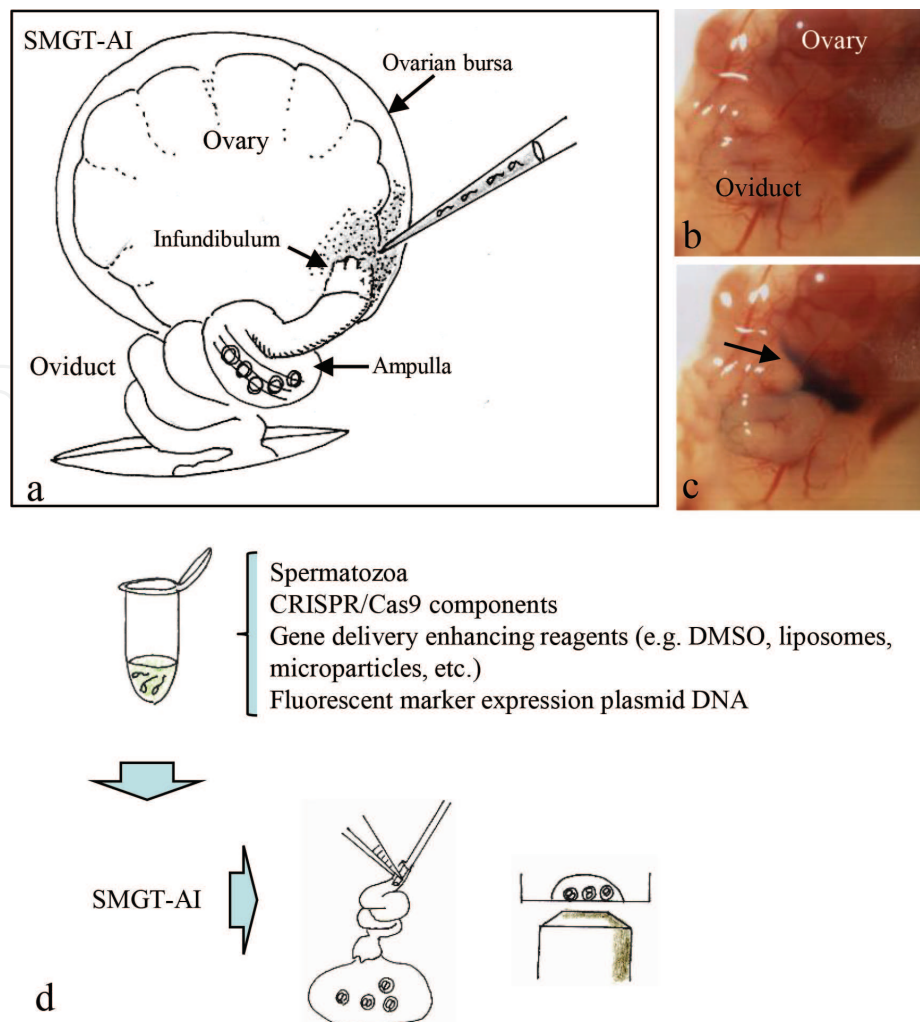 SMGT-AI
Ovarian bursa
Ovary
Infundibulum
Oviduct
Ampulla
a
Ovary
Oviduct
b
c
Spermatozoa
CRISPR/Cas9 components
Gene delivery enhancing reagents (e.g. DMSO, liposomes,
microparticles, etc.)
Fluorescent marker expression plasmid DNA
SMGT-AI
d